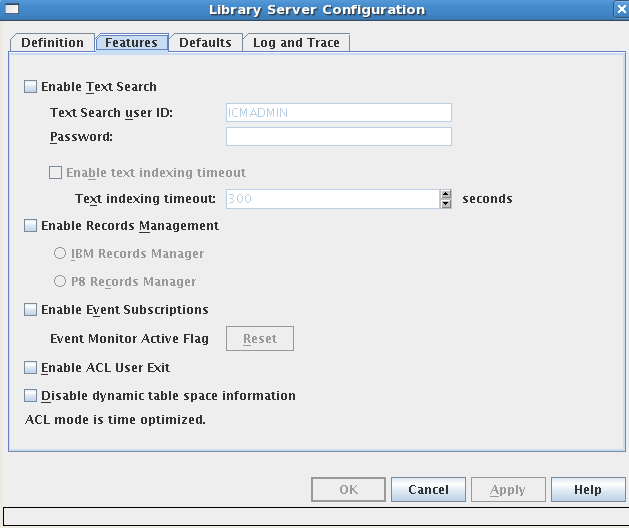 Library Server Configuration
Definition Features Defaults Log and Trace
Enable Text Search
Text Search user ID: ICMADMIN
Password:
Enable text indexing timeout
Text indexing timeout: 300 seconds
Enable Records Management
IBM Records Manager
P8 Records Manager
Enable Event Subscriptions
Event Monitor Active Flag Reset
Enable ACL User Exit
Disable dynamic table space information
ACL mode is time optimized.
OK Cancel Apply Help